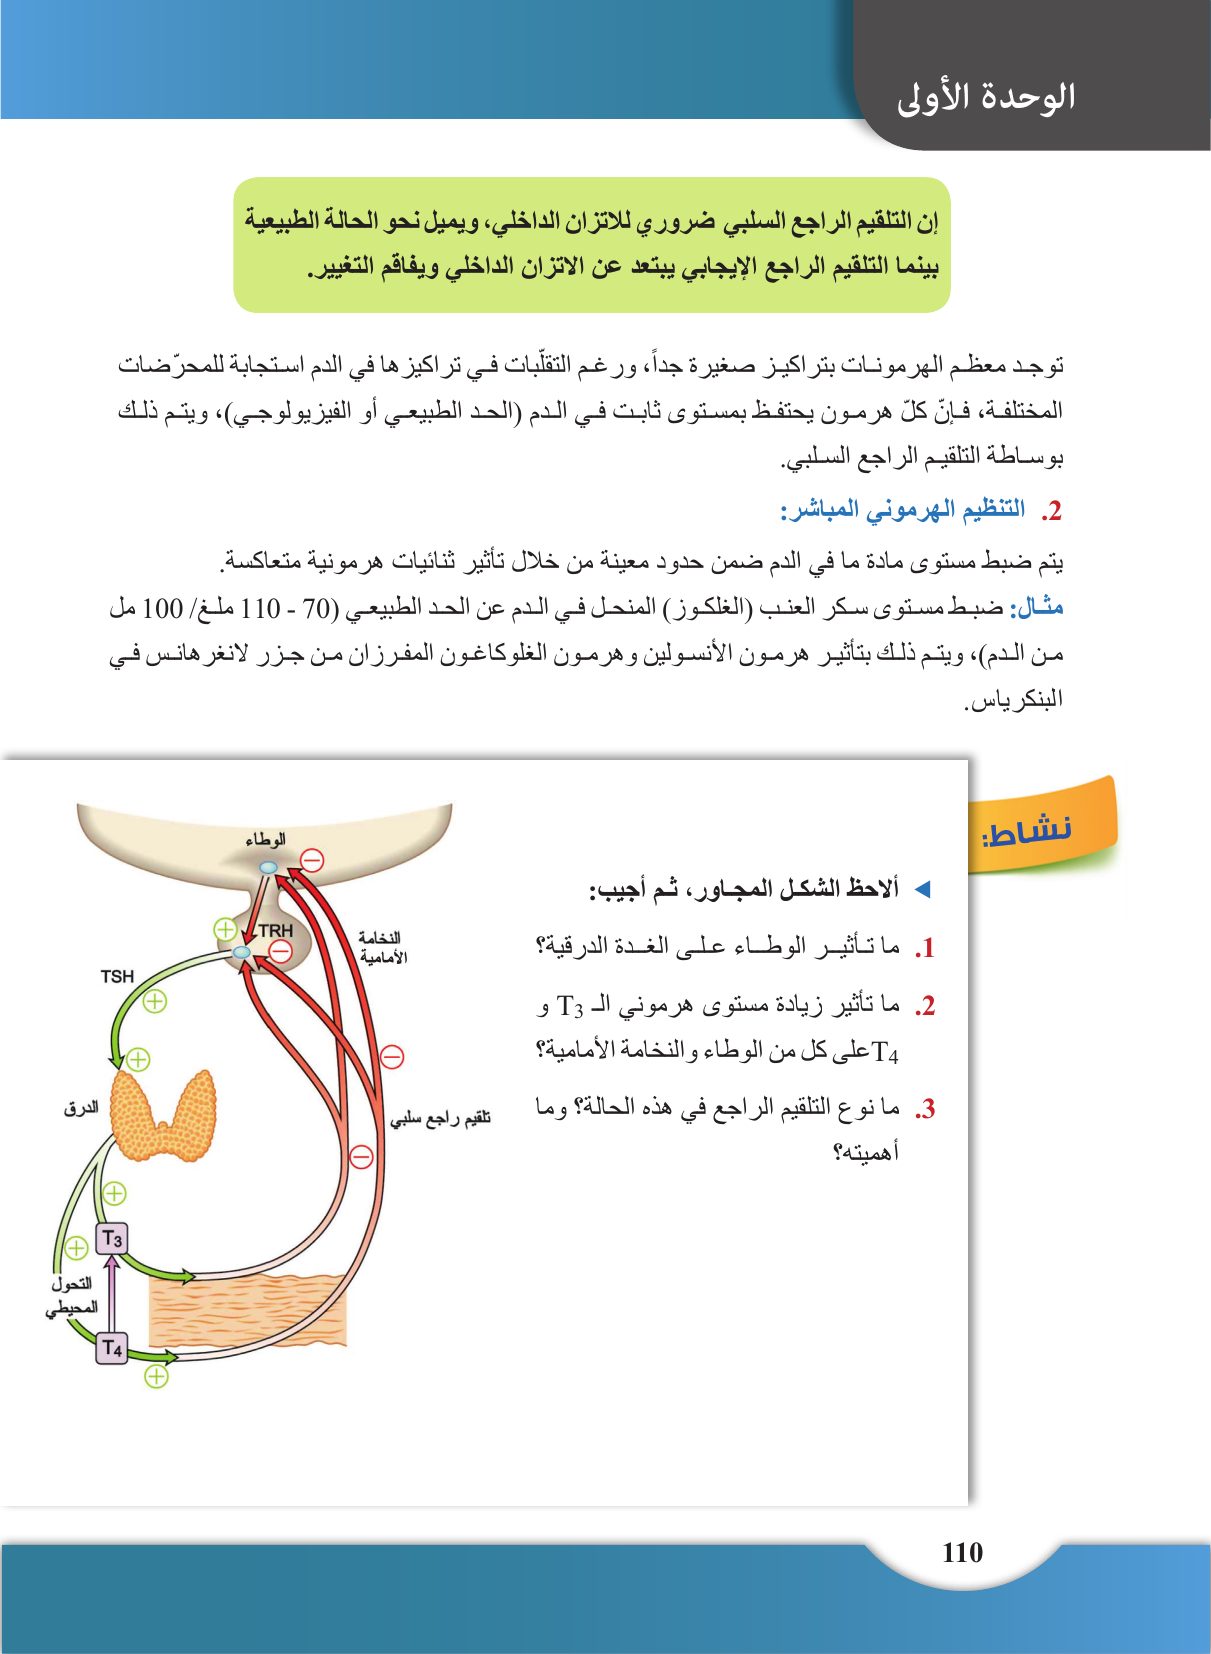 الوحدة الأولى
إن التلقيم الراجع السلبي ضروري للاتزان الداخلي، ويميل نحو الحالة الطبيعية
بينما التلقيم الراجع الإيجابي يبتعد عن الاتزان الداخلي ويفاقم التغيير.
توجد معظم الهرمونات بتراكيز صغيرة جداً، ورغم التقلّبات في تراكيزها في الدم استجابة للمحرّضات
المختلفة، فإنّ كلّ هرمون يحتفظ بمستوى ثابت في الدم (الحد الطبيعي أو الفيزيولوجي)، ويتم ذلك
بوساطة التلقيم الراجع السلبي.
2. التنظيم الهرموني المباشر:
يتم ضبط مستوى مادة ما في الدم ضمن حدود معينة من خلال تأثير ثنائيات هرمونية متعاكسة.
مثال: ضبط مستوى سكر العنب (الغلكوز) المنحل في الدم عن الحد الطبيعي (70 - 110 ملغ/ 100 مل
من الدم)، ويتم ذلك بتأثير هرمون الأنسولين وهرمون الغلوكاغون المفرزان من جزر لانغرهانس في
البنكرياس.
نشاط:
ألاحظ الشكل المجاور، ثم أجيب:
1. ما تأثير الوطاء على الغدة الدرقية؟
2. ما تأثير زيادة مستوى هرموني الـ T3 و
T4على كل من الوطاء والنخامة الأمامية؟
3. ما نوع التلقيم الراجع في هذه الحالة؟ وما
أهميته؟
الوطاء
TRH
النخامة
الأمامية
TSH
الدرق
تلقيم راجع سلبي
T3
التحول
المحيطي
T4
110